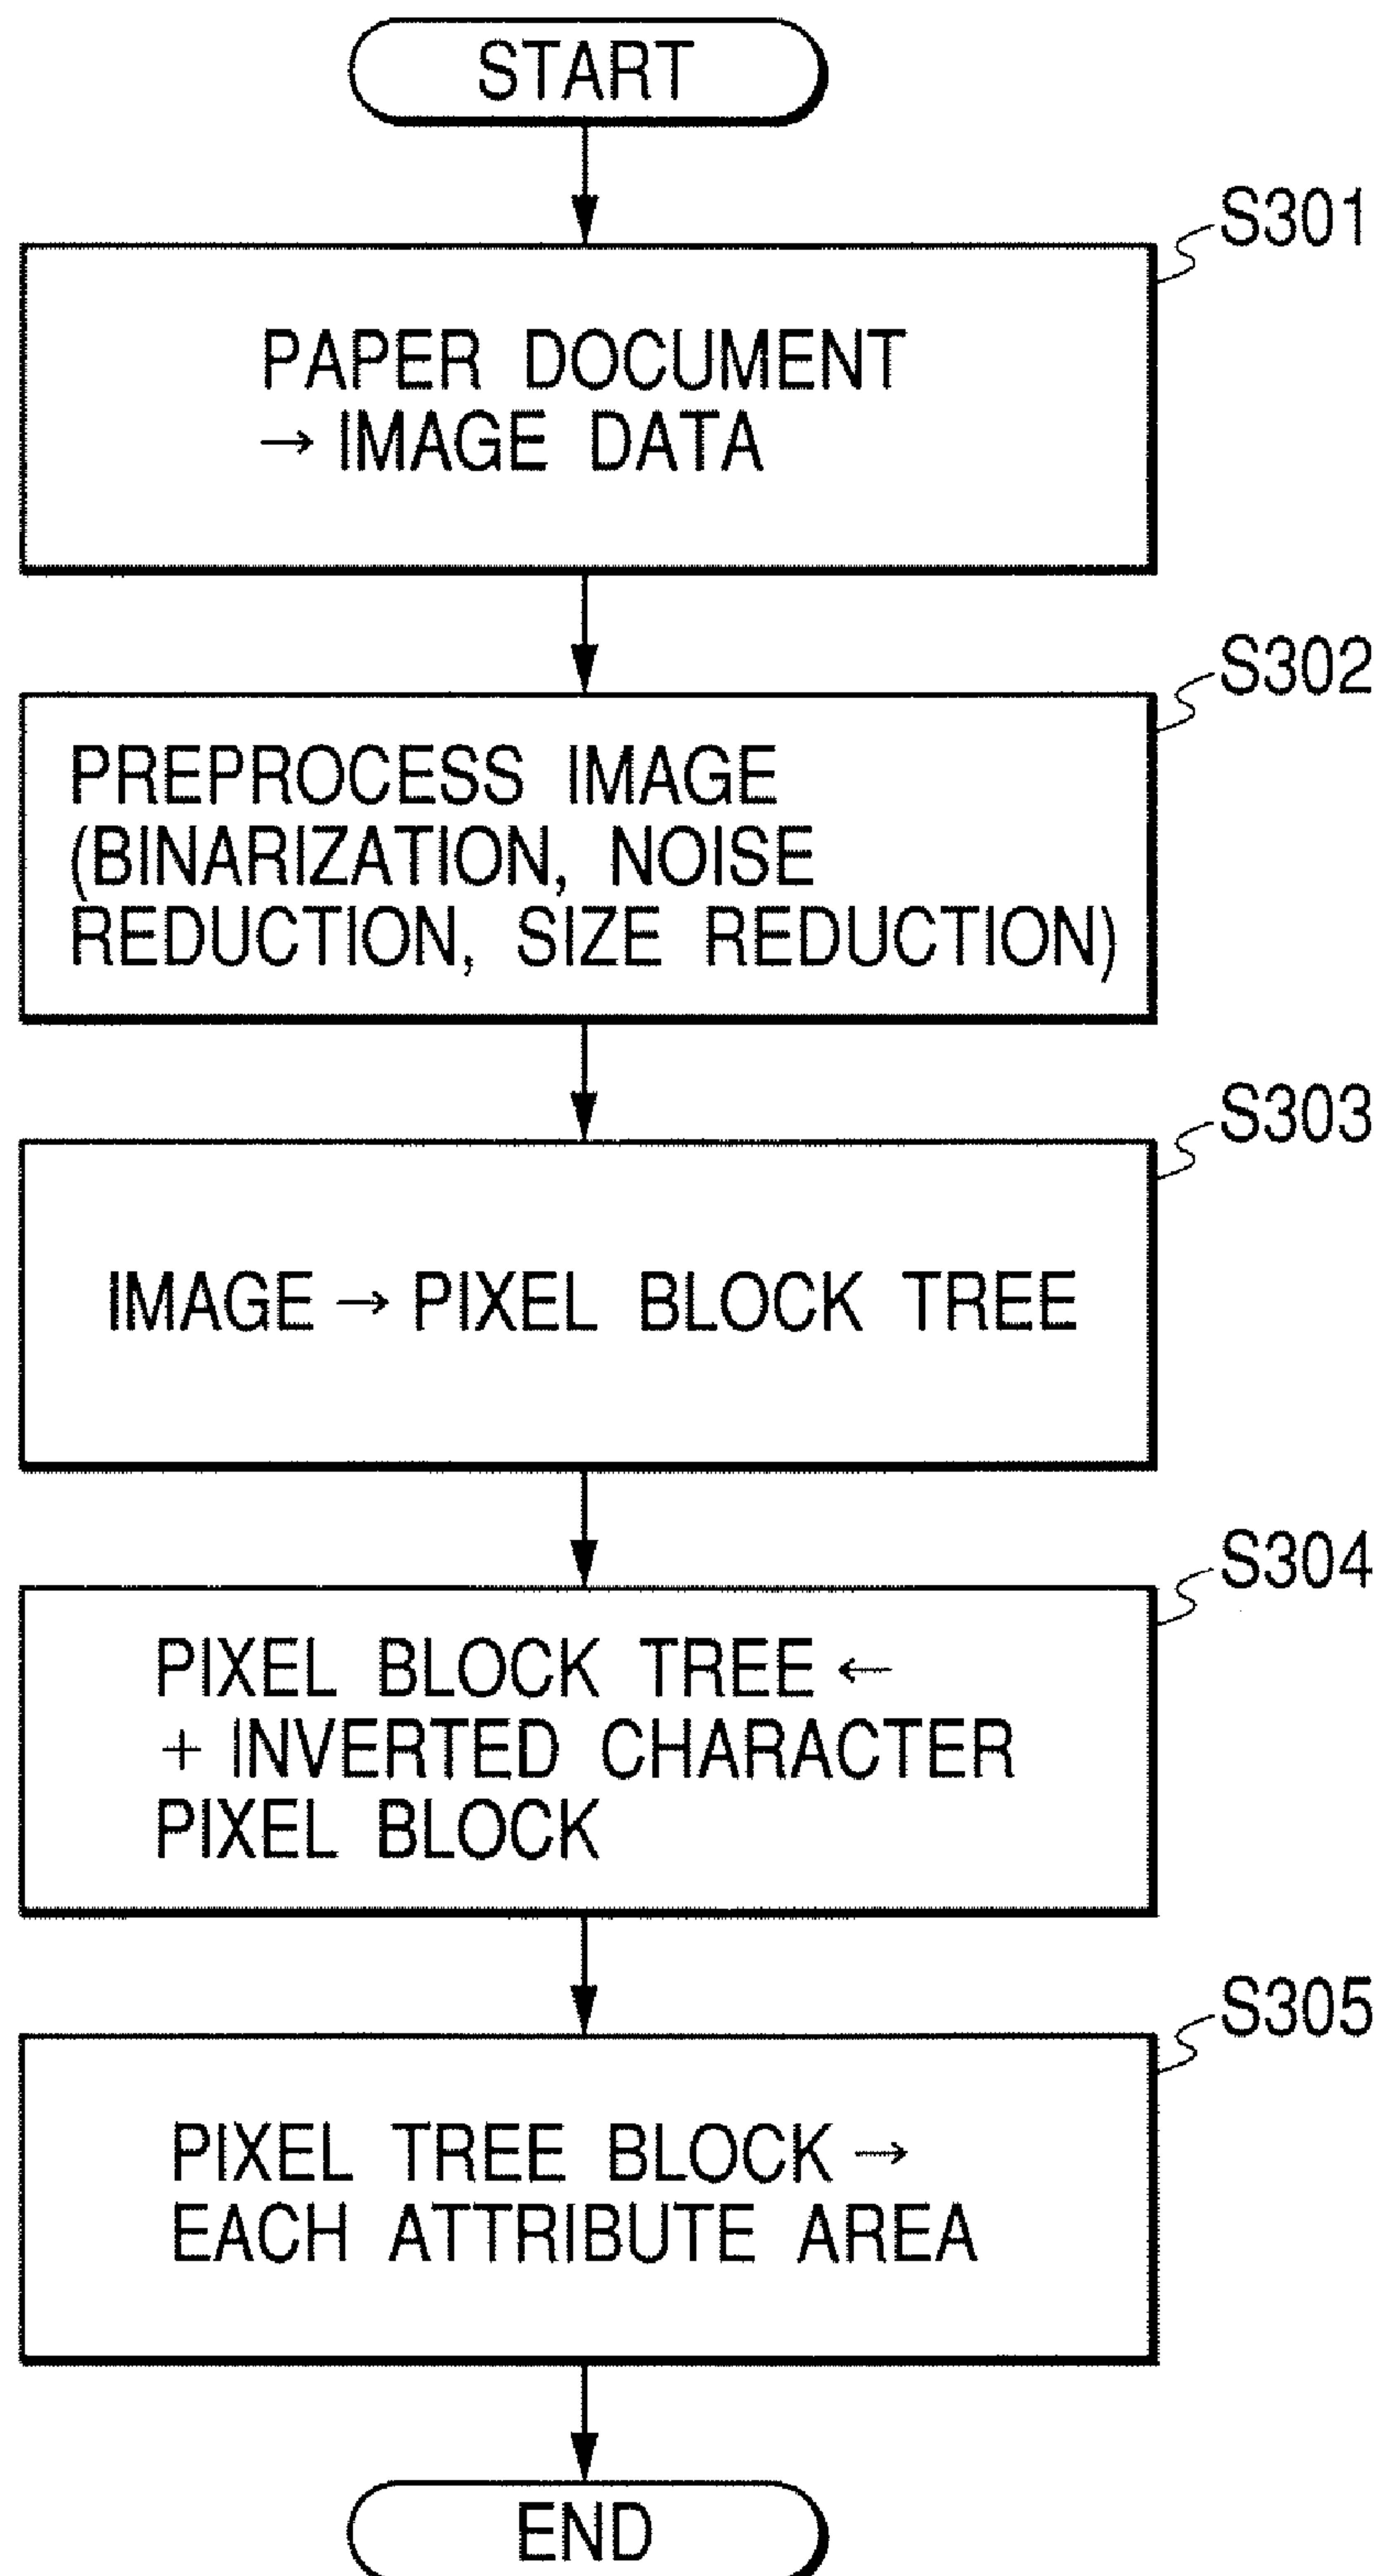 START
S301
PAPER DOCUMENT
→ IMAGE DATA
S302
PREPROCESS IMAGE
(BINARIZATION, NOISE
REDUCTION, SIZE REDUCTION)
S303
IMAGE → PIXEL BLOCK TREE
S304
PIXEL BLOCK TREE ←
+ INVERTED CHARACTER
PIXEL BLOCK
S305
PIXEL TREE BLOCK →
EACH ATTRIBUTE AREA
END